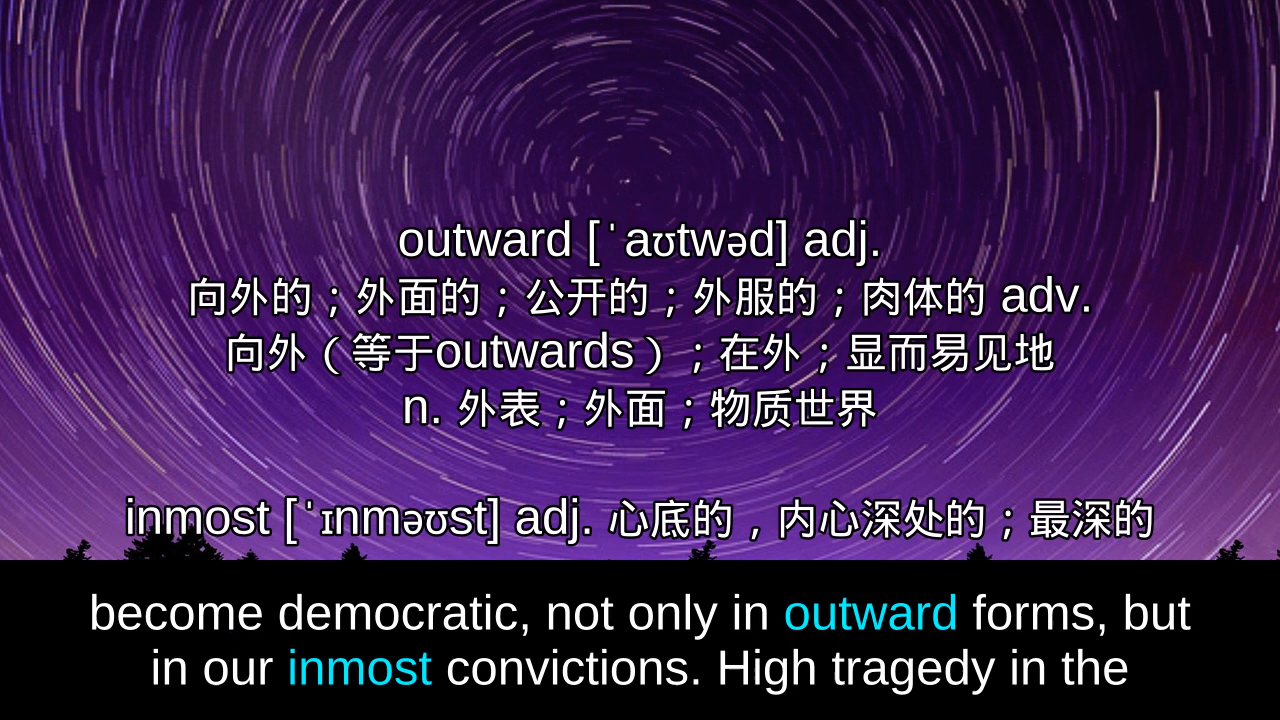 outward [ˈaʊtwəd] adj.
向外的；外面的；公开的；外服的；肉体的 adv.
向外（等于outwards）；在外；显而易见地
n. 外表；外面；物质世界
inmost [ˈɪnməʊst] adj. 心底的，内心深处的；最深的
become democratic, not only in outward forms, but
in our inmost convictions. High tragedy in the